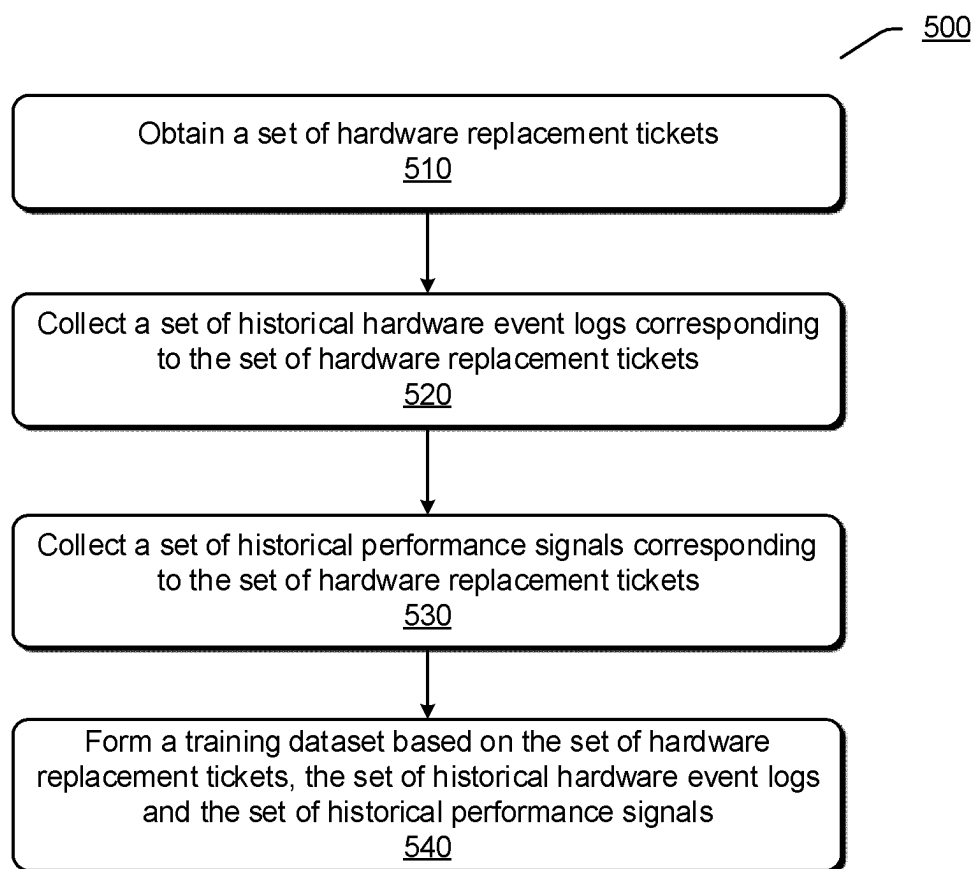 500
Obtain a set of hardware replacement tickets
510
Collect a set of historical hardware event logs corresponding
to the set of hardware replacement tickets
520
Collect a set of historical performance signals corresponding
to the set of hardware replacement tickets
530
Form a training dataset based on the set of hardware
replacement tickets, the set of historical hardware event logs
and the set of historical performance signals
540